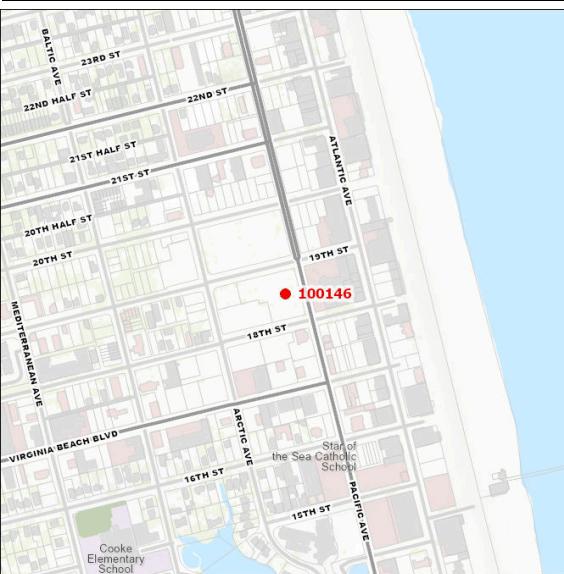 BALTIC AVE
23RD ST
22ND HALF ST
22ND ST
21ST HALF ST
21ST ST
ATLANTIC AVE
20TH HALF ST
20TH ST
19TH ST
100146
MEDITERRANEAN AVE
18TH ST
VIRGINIA BEACH BLVD
ARCTIC AVE
Star of
the Sea Catholic
School
16TH ST
PACIFIC AVE
15TH ST
Cooke
Elementary
School